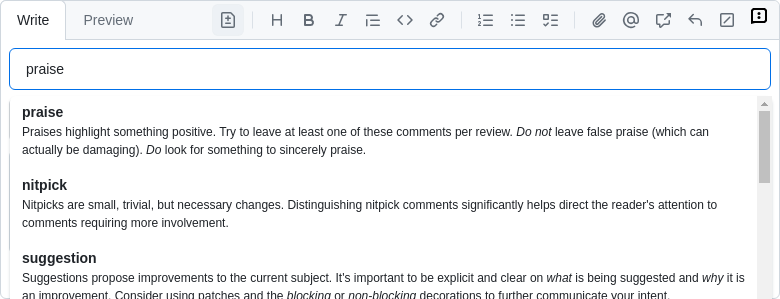 Write Preview H B I
praise
praise
Praises highlight something positive. Try to leave at least one of these comments per review. Do not leave false praise (which can
actually be damaging). Do look for something to sincerely praise.
nitpick
Nitpicks are small, trivial, but necessary changes. Distinguishing nitpick comments significantly helps direct the reader's attention to
comments requiring more involvement.
suggestion
Suggestions propose improvements to the current subject. It's important to be explicit and clear on what is being suggested and why it is
an improvement. Consider using patches and the blocking or non-blocking decorations to further communicate your intent.